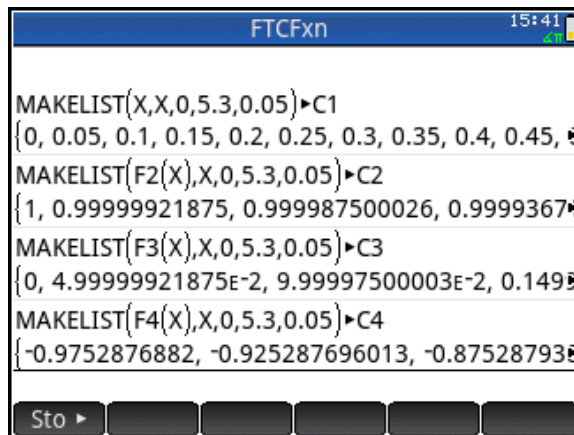 FTCFxn
15:41
∡π
MAKELIST(X,X,0,5.3,0.05)▶C1
{0, 0.05, 0.1, 0.15, 0.2, 0.25, 0.3, 0.35, 0.4, 0.45,
MAKELIST(F2(X),X,0,5.3,0.05)▶C2
{1, 0.99999921875, 0.999987500026, 0.9999367
MAKELIST(F3(X),X,0,5.3,0.05)▶C3
{0, 4.99999921875ᴇ-2, 9.99997500003ᴇ-2, 0.149
MAKELIST(F4(X),X,0,5.3,0.05)▶C4
{-0.9752876882, -0.925287696013, -0.87528793
Sto ▶